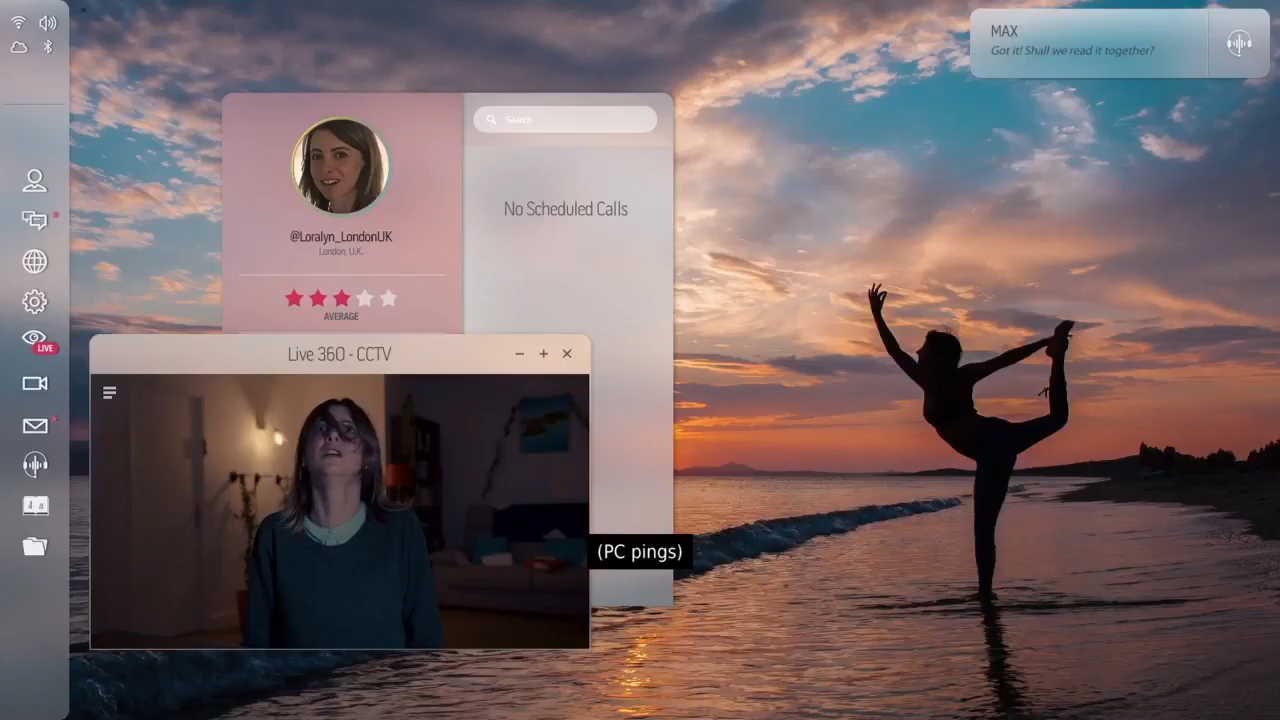 MAX
Got it! Shall we read it together?
Search
No Scheduled Calls
@Loralyn_LondonUK
London, U.K.
AVERAGE
LIVE
Live 360 - CCTV
(PC pings)